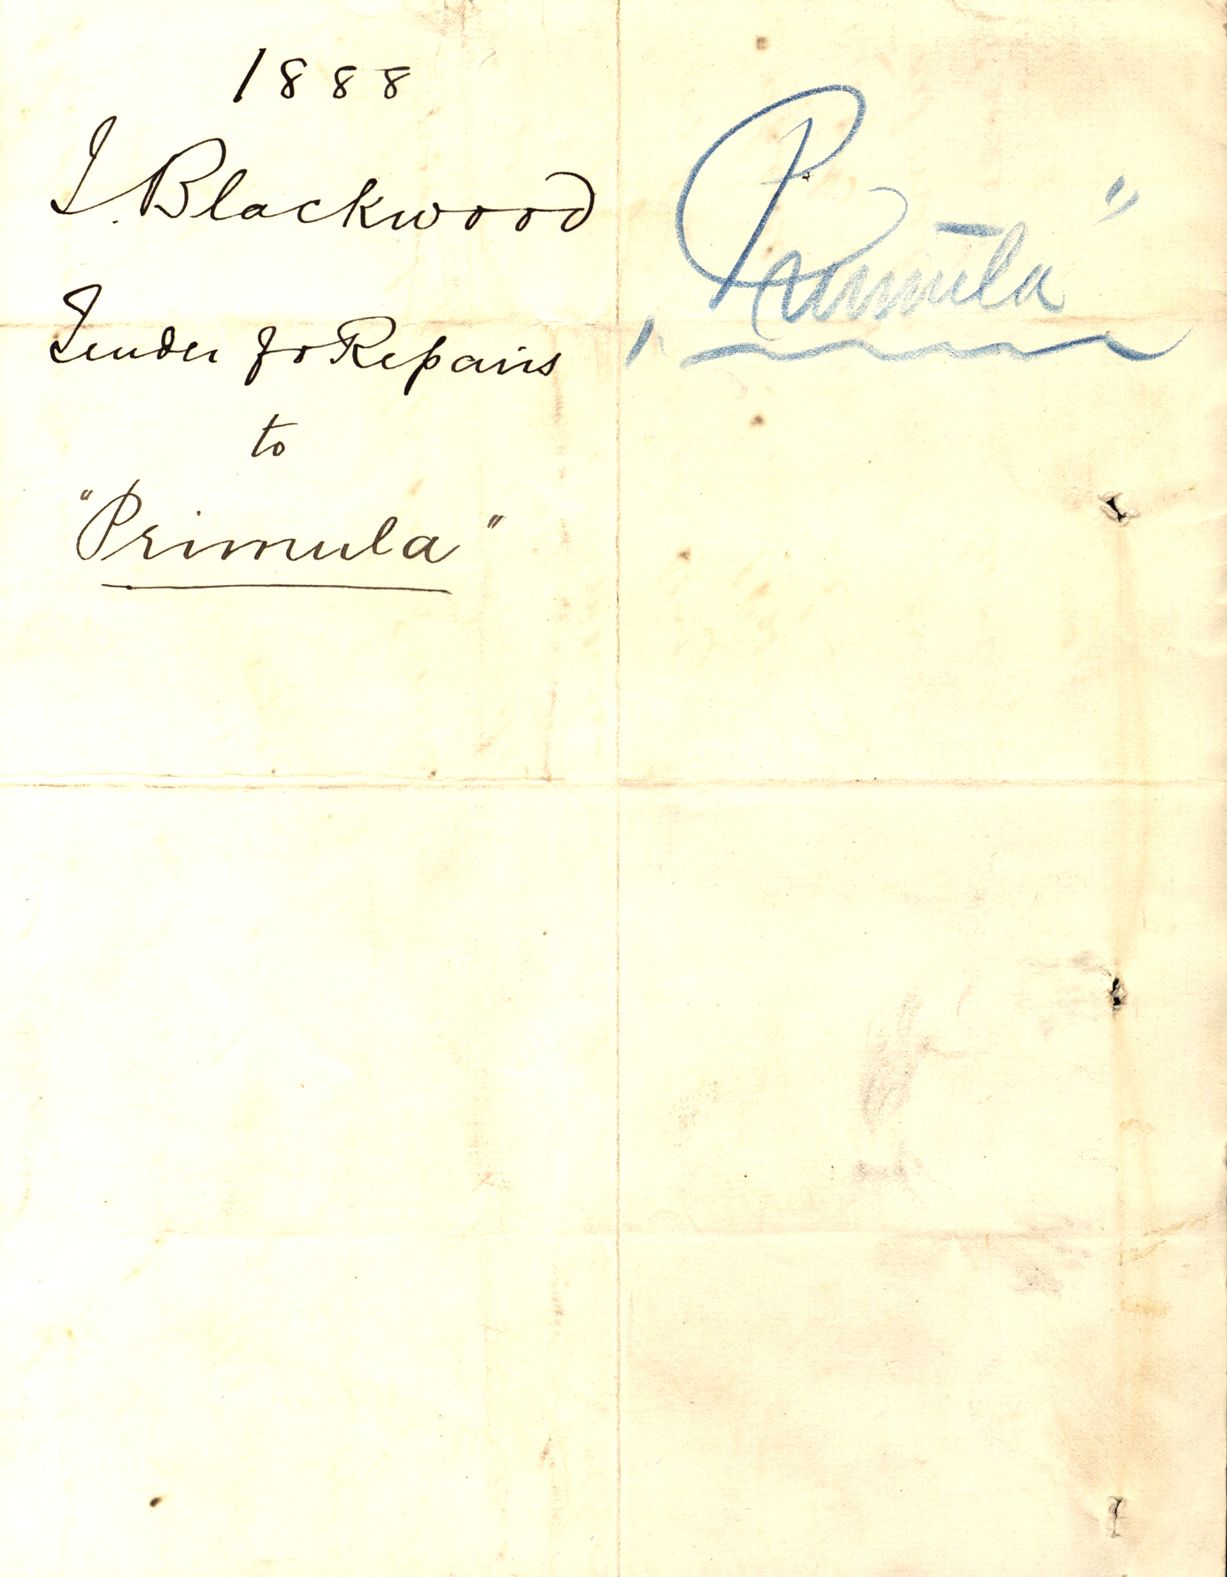 1888
J. Blackwood
Tender for Repairs
to
"Primula"
"Primula"